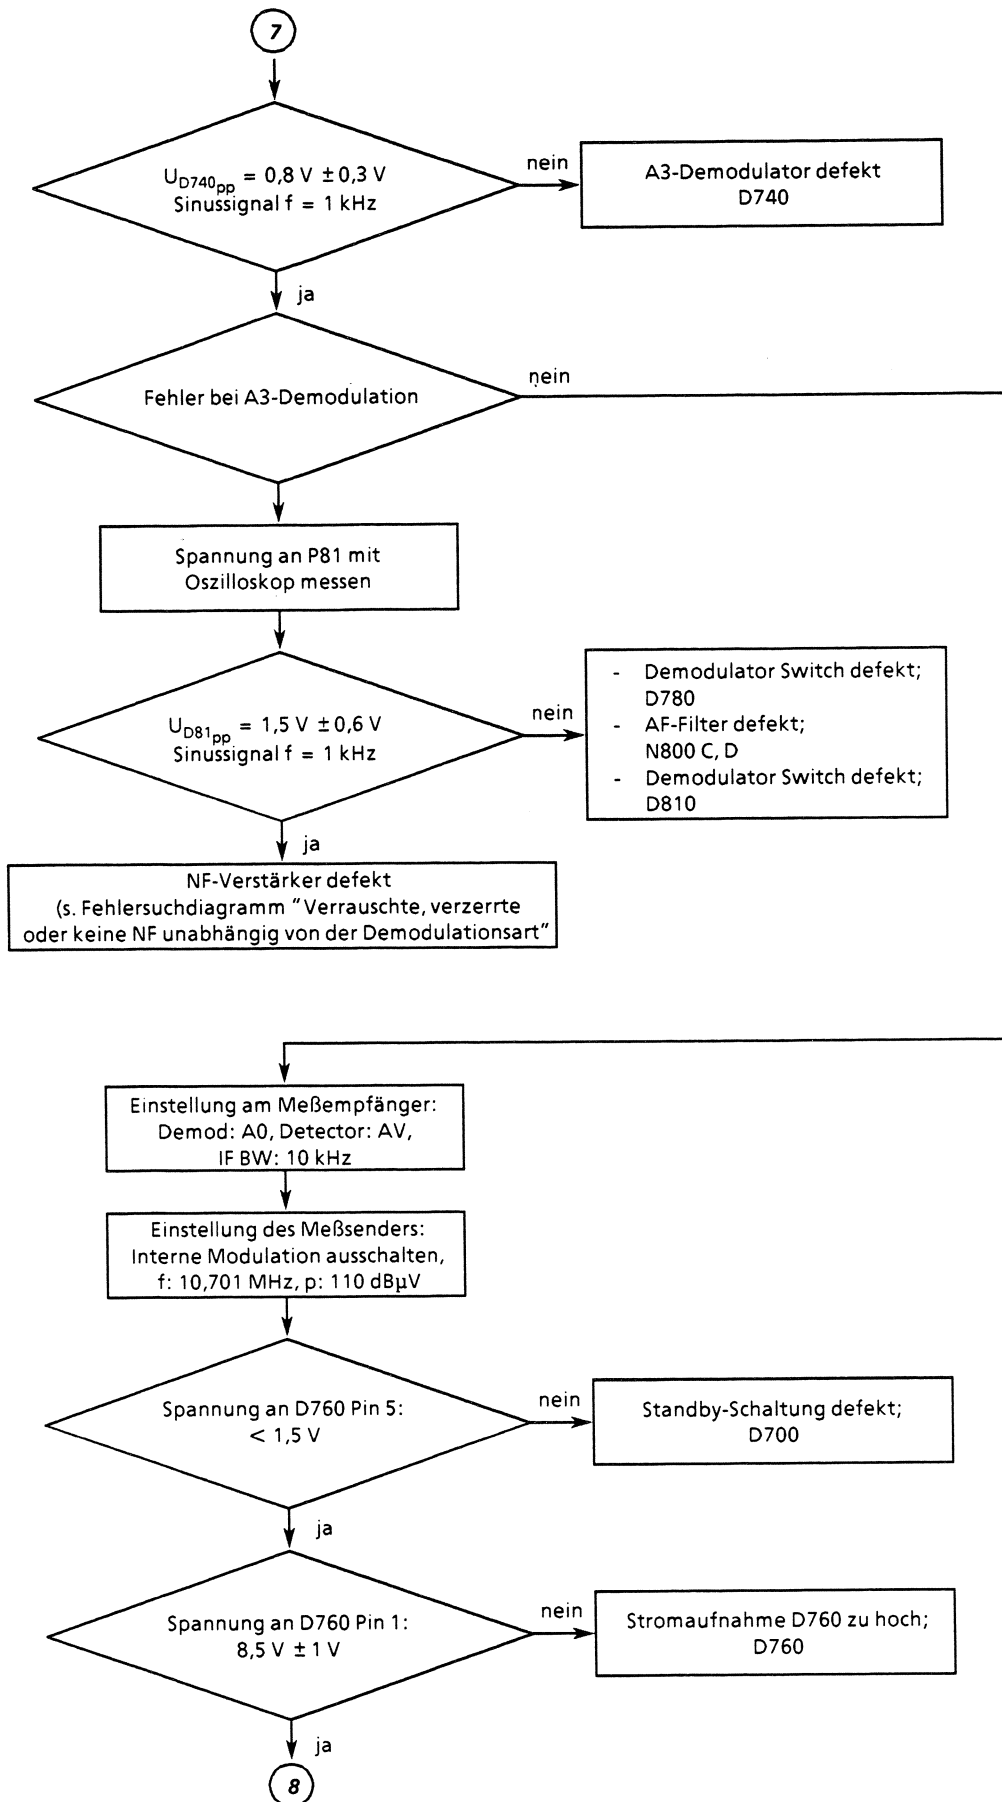 7
U_D740pp = 0,8 V ±0,3 V
Sinussignal f = 1 kHz
nein
A3-Demodulator defekt
D740
ja
Fehler bei A3-Demodulation
nein
Spannung an P81 mit
Oszilloskop messen
U_D81pp = 1,5 V ±0,6 V
Sinussignal f = 1 kHz
nein
- Demodulator Switch defekt;
D780
- AF-Filter defekt;
N800 C, D
- Demodulator Switch defekt;
D810
ja
NF-Verstärker defekt
(s. Fehlersuchdiagramm "Verrauschte, verzerrte
oder keine NF unabhängig von der Demodulationsart"
Einstellung am Meßempfänger:
Demod: A0, Detector: AV,
IF BW: 10 kHz
Einstellung des Meßsenders:
Interne Modulation ausschalten,
f: 10,701 MHz, p: 110 dBµV
Spannung an D760 Pin 5:
< 1,5 V
nein
Standby-Schaltung defekt;
D700
ja
Spannung an D760 Pin 1:
8,5 V ±1 V
nein
Stromaufnahme D760 zu hoch;
D760
ja
8